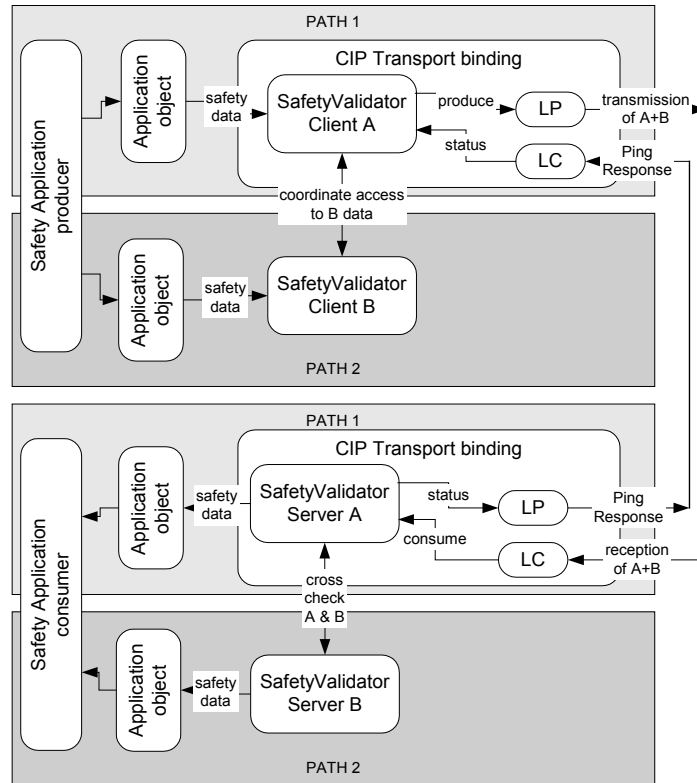 PATH 1
CIP Transport binding
Safety Application
producer
Application
object
safety
data
SafetyValidator
Client A
produce
LP
transmission
of A+B
status
LC
Ping
Response
coordinate access
to B data
Application
object
safety
data
SafetyValidator
Client B
PATH 2
PATH 1
CIP Transport binding
Safety Application
consumer
Application
object
safety
data
SafetyValidator
Server A
status
LP
Ping
Response
consume
LC
reception
of A+B
cross
check
A & B
Application
object
safety
data
SafetyValidator
Server B
PATH 2